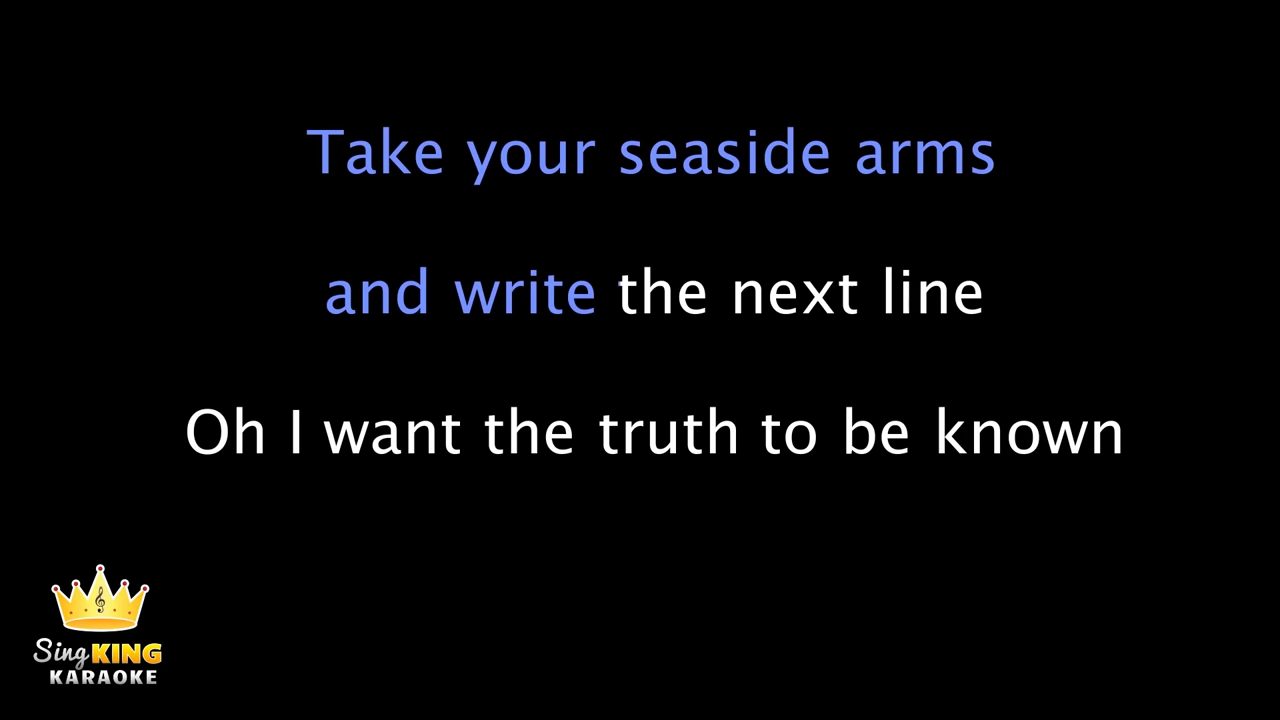 Take your seaside arms
and write the next line
Oh I want the truth to be known
Sing KING
KARAOKE